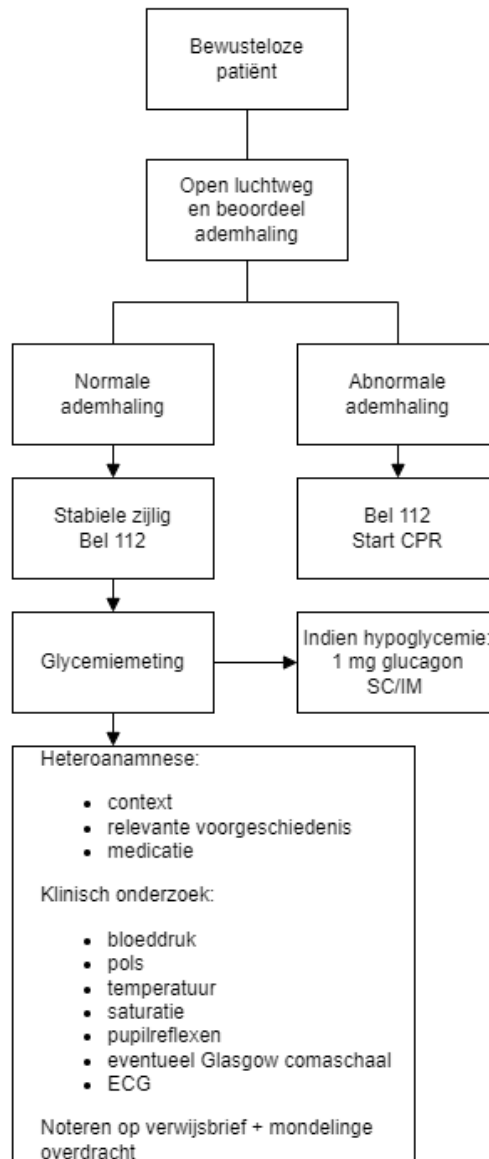 Bewusteloze
patiënt
Open luchtweg
en beoordeel
ademhaling
Normale
ademhaling
Abnormale
ademhaling
Stabiele zijlig
Bel 112
Bel 112
Start CPR
Glycemiemeting
Indien hypoglycemie:
1 mg glucagon
SC/IM
Heteroanamnese:
• context
• relevante voorgeschiedenis
• medicatie
Klinisch onderzoek:
• bloeddruk
• pols
• temperatuur
• saturatie
• pupilreflexen
• eventueel Glasgow comaschaal
• ECG
Noteren op verwijsbrief + mondelinge
overdracht